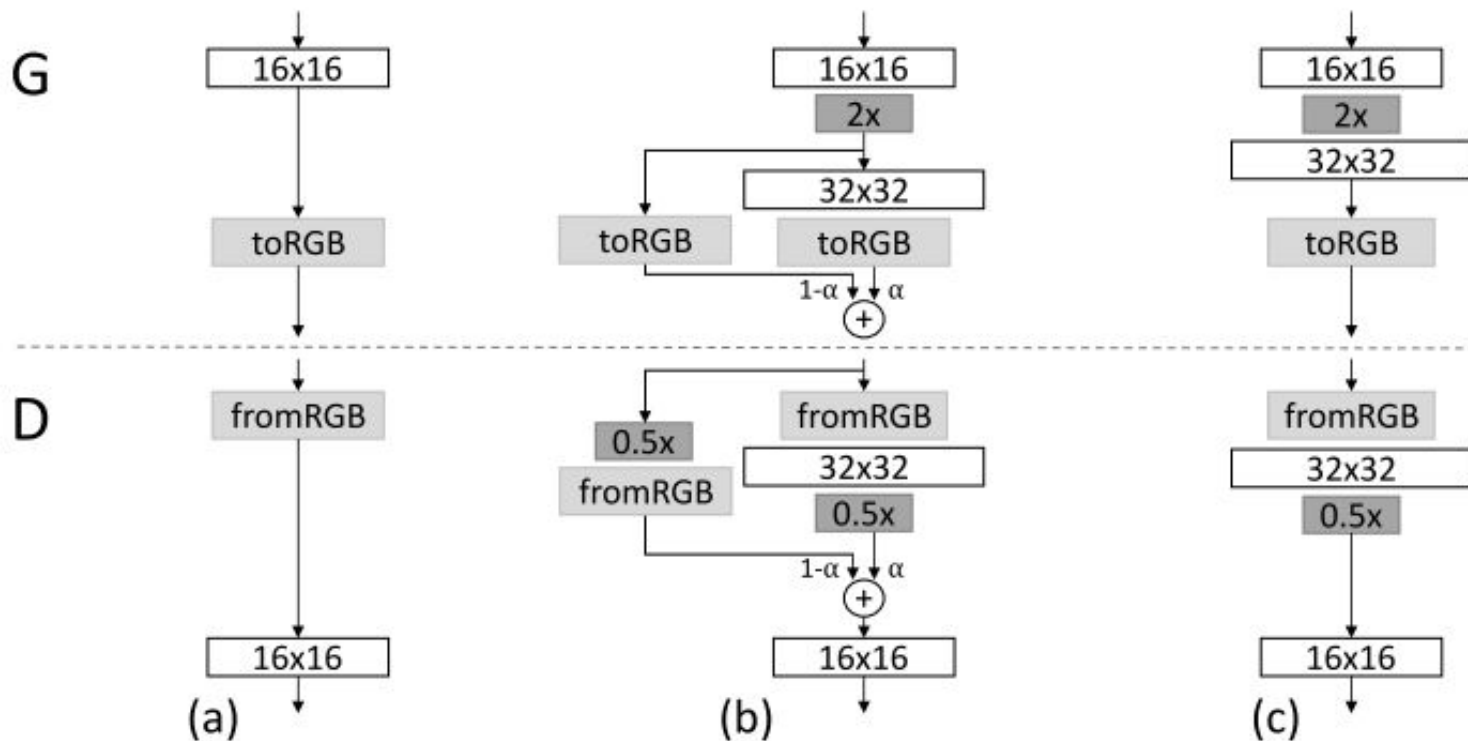 G
16x16
toRGB
16x16
2x
32x32
toRGB
toRGB
1-α
α
+
16x16
2x
32x32
toRGB
D
fromRGB
16x16
fromRGB
0.5x
32x32
fromRGB
0.5x
1-α
α
+
16x16
fromRGB
32x32
0.5x
16x16
(a)
(b)
(c)